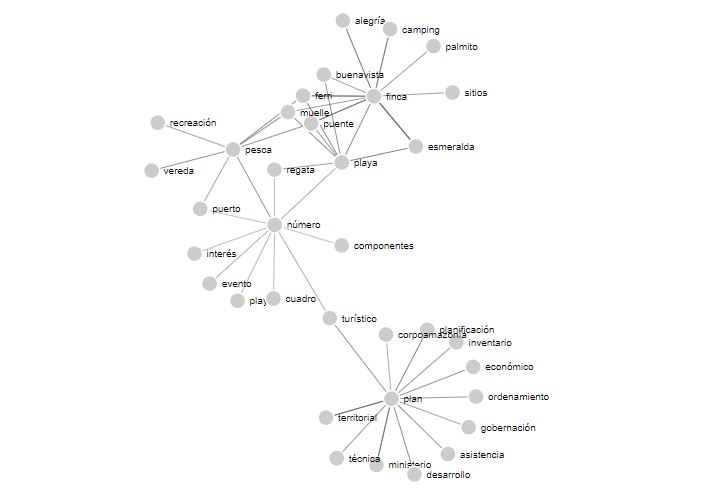 alegría
camping
palmito
buenavista
ferri
finca
sitios
muelle
puente
recreación
pesca
esmeralda
playa
vereda
regata
puerto
número
componentes
interés
evento
play
cuadro
turístico
planificación
corpoamazonia
inventario
económico
plan
ordenamiento
territorial
gobernación
asistencia
técnica
ministerio
desarrollo